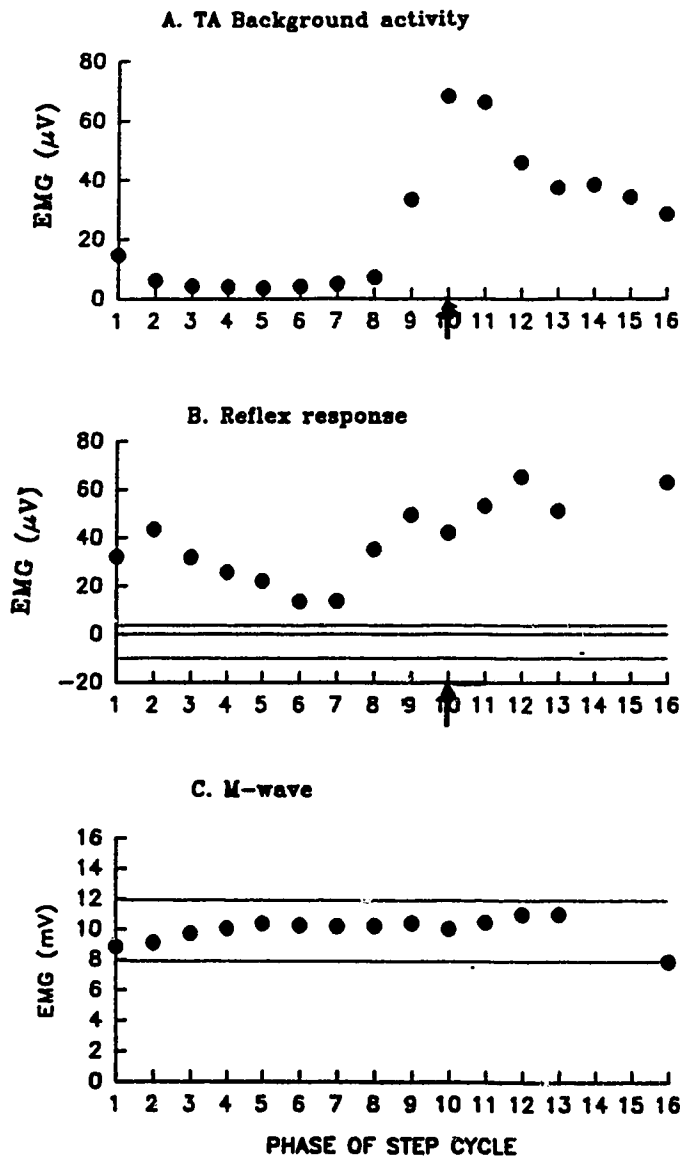 A. TA Background activity
80
60
40
20
0
EMG (μV)
1 2 3 4 5 6 7 8 9 10 11 12 13 14 15 16
B. Reflex response
80
60
40
20
0
-20
EMG (μV)
1 2 3 4 5 6 7 8 9 10 11 12 13 14 15 16
C. M-wave
16
14
12
10
8
6
4
2
0
EMG (mV)
1 2 3 4 5 6 7 8 9 10 11 12 13 14 15 16
PHASE OF STEP CYCLE